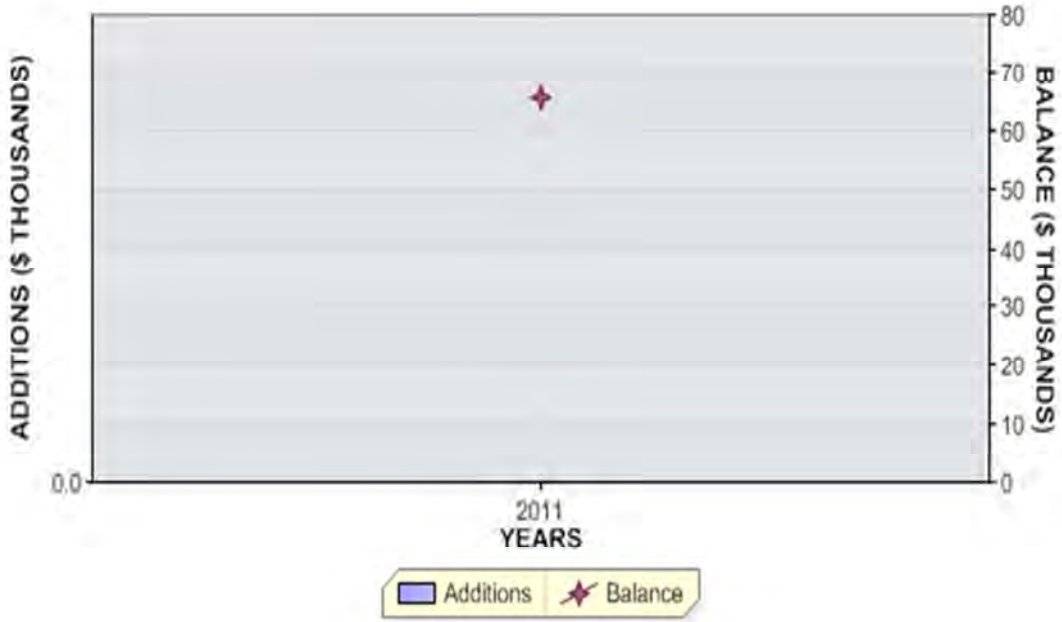 ADDITIONS ($ THOUSANDS)
0.0
80
70
60
50
40
30
20
10
0
BALANCE ($ THOUSANDS)
2011
YEARS
Additions
Balance